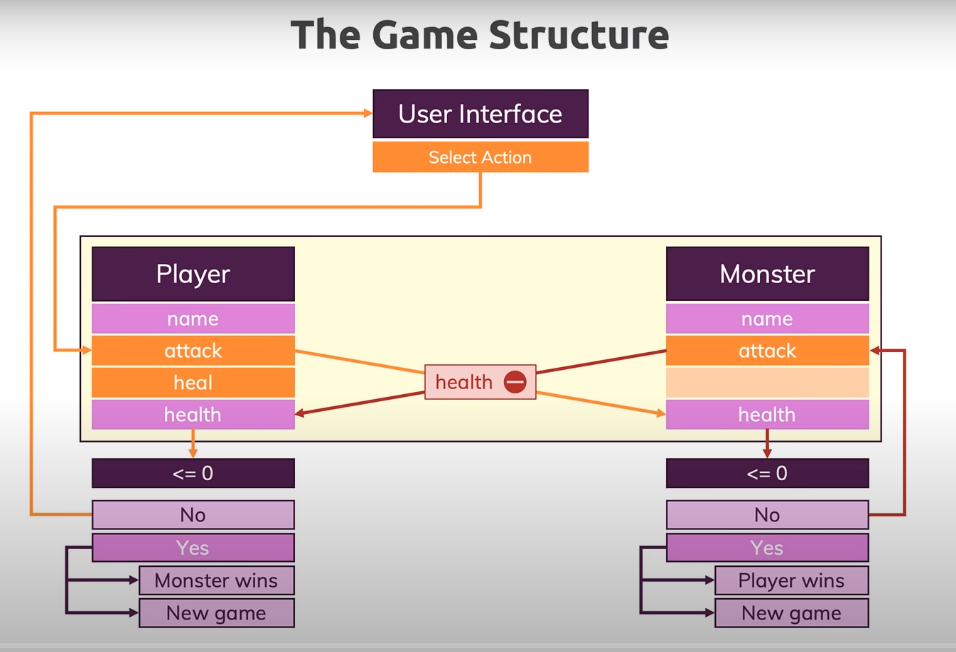 The Game Structure
User Interface
Select Action
Player
name
attack
heal
health
health
Monster
name
attack
health
<= 0
No
Yes
Monster wins
New game
<= 0
No
Yes
Player wins
New game